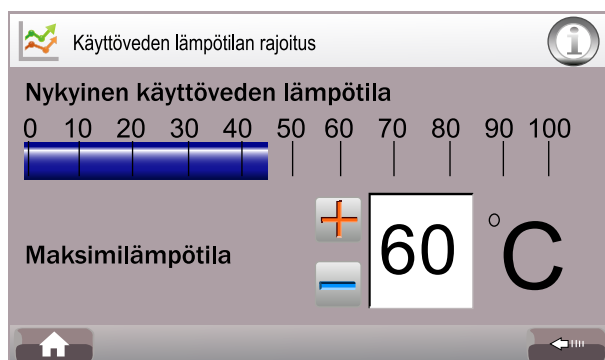 Käyttöveden lämpötilan rajoitus
Nykyinen käyttöveden lämpötila
0 10 20 30 40 50 60 70 80 90 100
Maksimilämpötila
60 °C